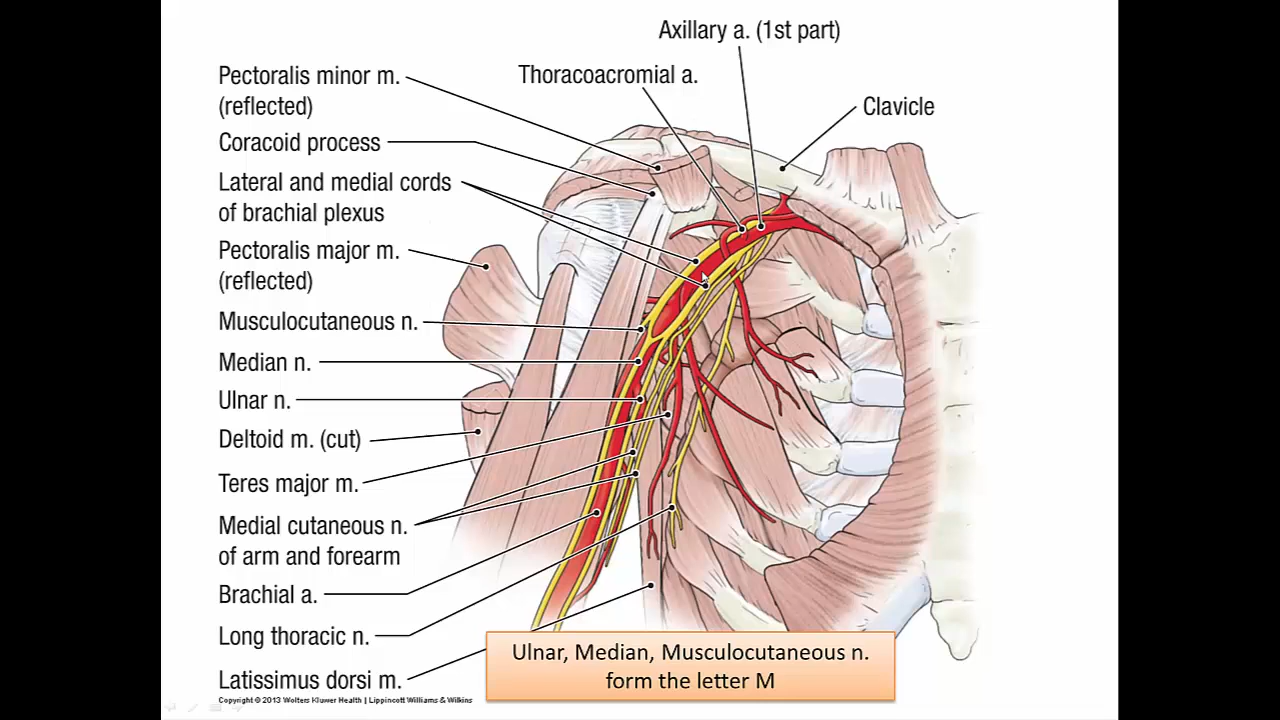 Axillary a. (1st part)
Thoracoacromial a.
Clavicle
Pectoralis minor m.
(reflected)
Coracoid process
Lateral and medial cords
of brachial plexus
Pectoralis major m.
(reflected)
Musculocutaneous n.
Median n.
Ulnar n.
Deltoid m. (cut)
Teres major m.
Medial cutaneous n.
of arm and forearm
Brachial a.
Long thoracic n.
Latissimus dorsi m.
Ulnar, Median, Musculocutaneous n.
form the letter M
Copyright © 2013 Wolters Kluwer Health | Lippincott Williams & Wilkins